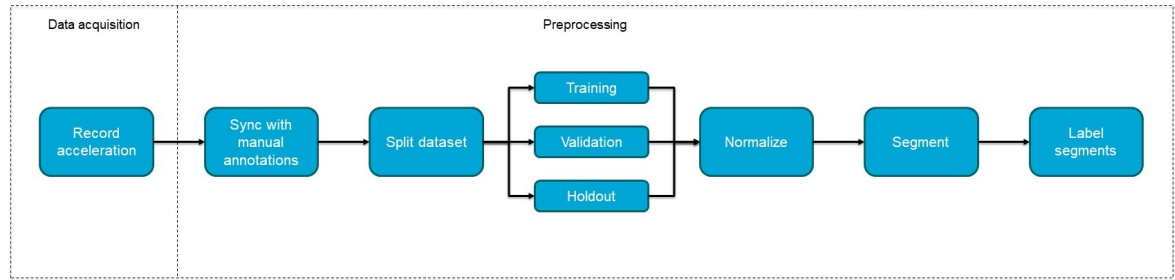 Data acquisition
Preprocessing
Record
acceleration
Sync with
manual
annotations
Split dataset
Training
Validation
Holdout
Normalize
Segment
Label
segments